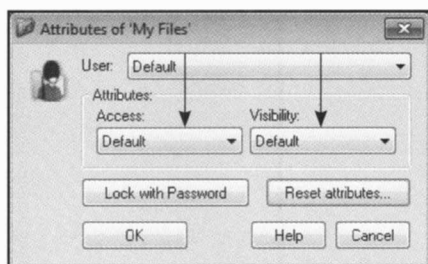 Attributes of 'My Files'
User: Default
Attributes:
Access: Visibility:
Default Default
Lock with Password Reset attributes...
OK Help Cancel